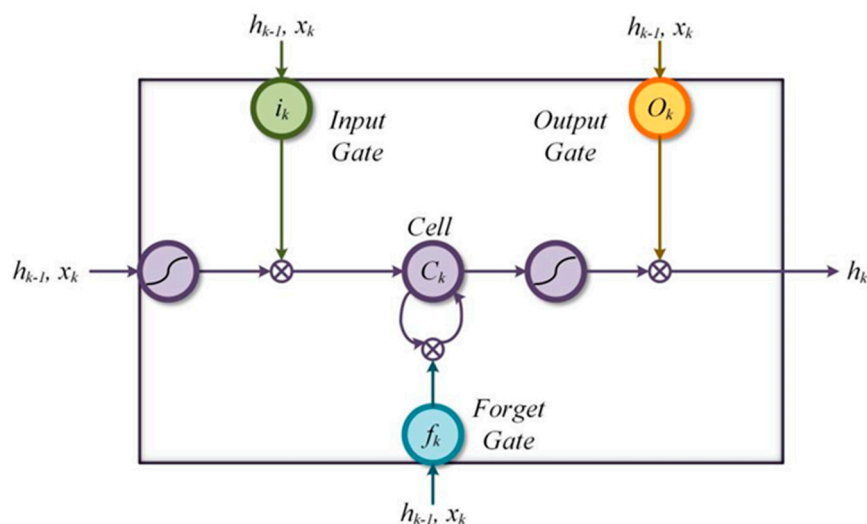 hk-1, xk
hk-1, xk
ik
Input
Gate
Output
Gate
Ok
Cell
hk-1, xk
Ck
hk
fk
Forget
Gate
hk-1, xk